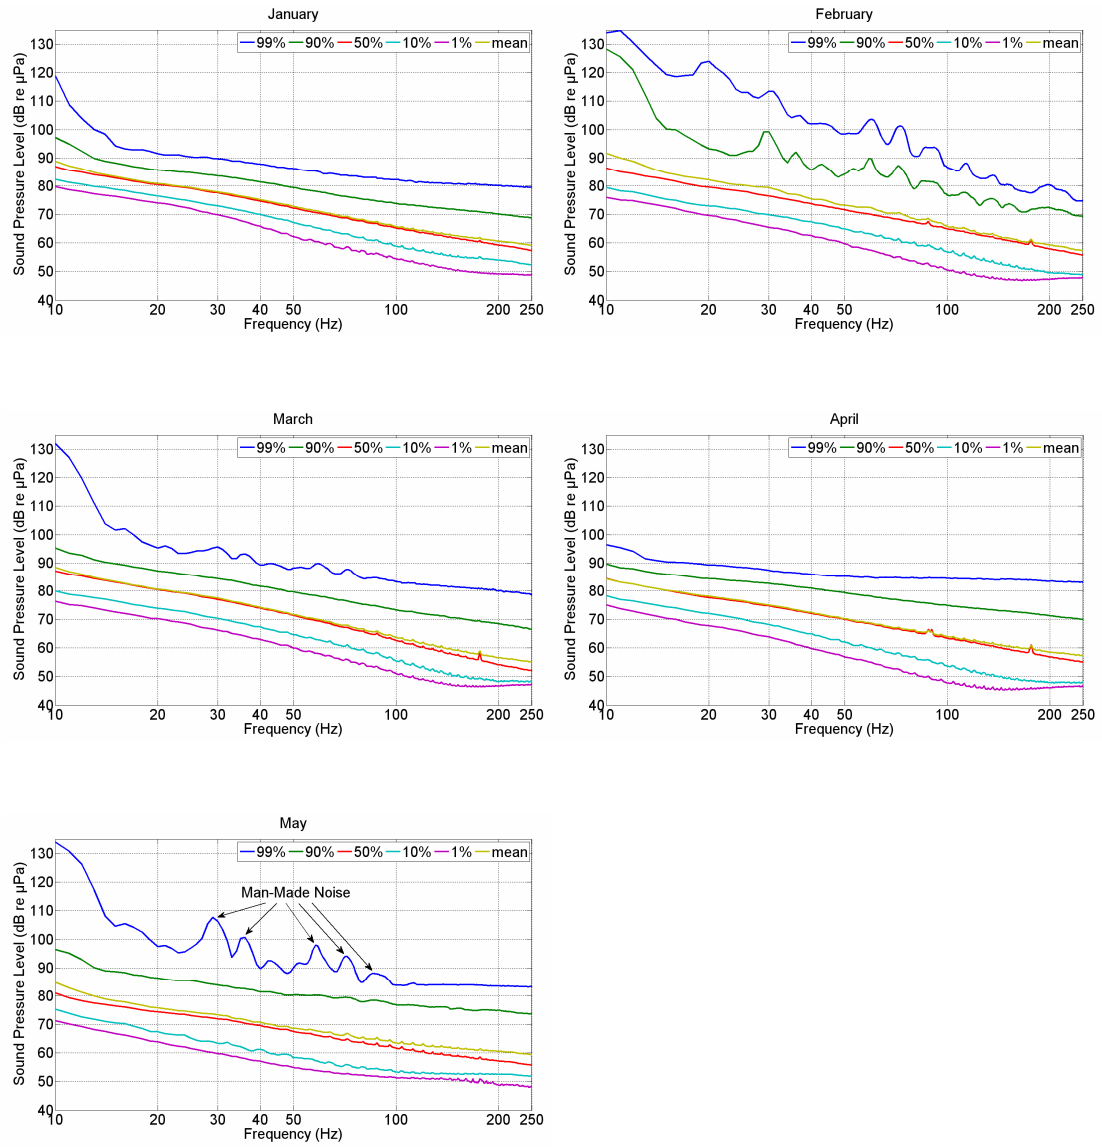 January
February
Sound Pressure Level (dB re µPa)
130
120
110
100
90
80
70
60
50
40
99% 90% 50% 10% 1% mean
10 20 30 40 50 100 200 250
Frequency (Hz)
Sound Pressure Level (dB re µPa)
130
120
110
100
90
80
70
60
50
40
99% 90% 50% 10% 1% mean
10 20 30 40 50 100 200 250
Frequency (Hz)
March
April
Sound Pressure Level (dB re µPa)
130
120
110
100
90
80
70
60
50
40
99% 90% 50% 10% 1% mean
10 20 30 40 50 100 200 250
Frequency (Hz)
Sound Pressure Level (dB re µPa)
130
120
110
100
90
80
70
60
50
40
99% 90% 50% 10% 1% mean
10 20 30 40 50 100 200 250
Frequency (Hz)
May
Sound Pressure Level (dB re µPa)
130
120
110
100
90
80
70
60
50
40
99% 90% 50% 10% 1% mean
Man-Made Noise
10 20 30 40 50 100 200 250
Frequency (Hz)